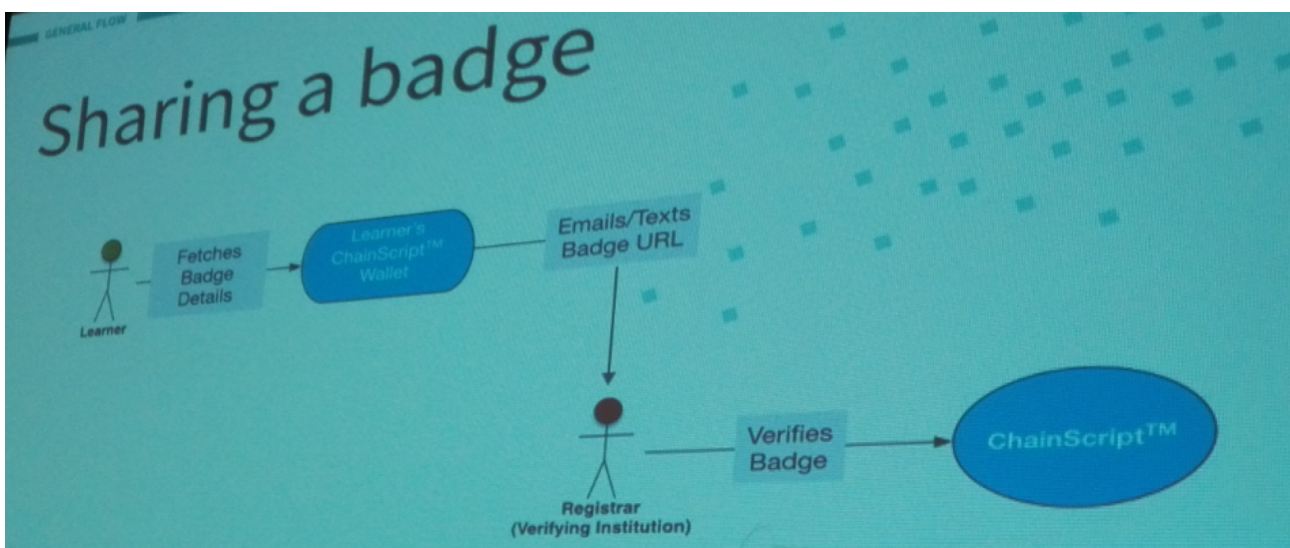 GENERAL FLOW
Sharing a badge
Fetches
Badge
Details
Learner
Learner's
ChainScript™
Wallet
Emails/Texts
Badge URL
Registrar
(Verifying Institution)
Verifies
Badge
ChainScript™